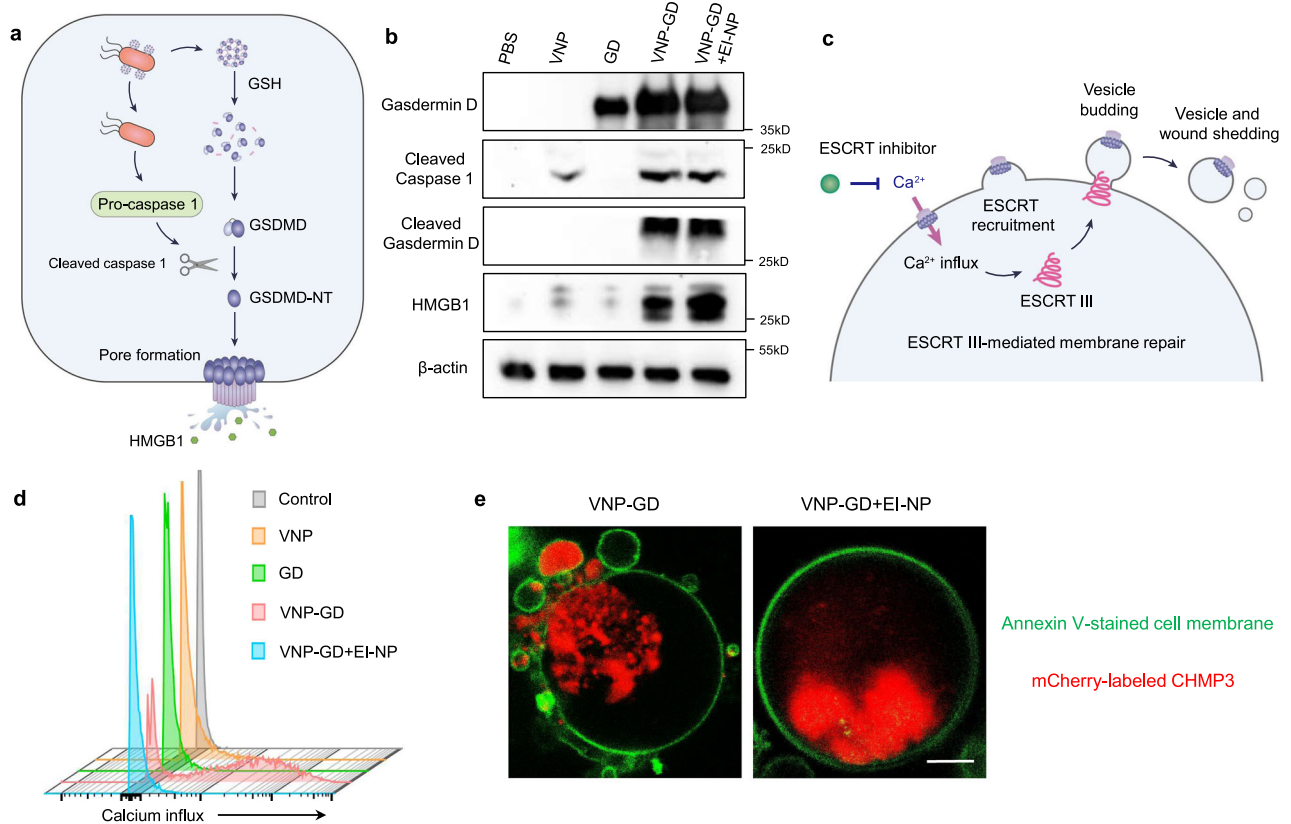 a
GSH
Pro-caspase 1
GSDMD
Cleaved caspase 1
GSDMD-NT
Pore formation
HMGB1
b
PBS
VNP
GD
VNP-GD
VNP-GD
+EI-NP
Gasdermin D
35kD
25kD
Cleaved
Caspase 1
Cleaved
Gasdermin D
25kD
HMGB1
25kD
55kD
β-actin
c
Vesicle
budding
Vesicle and
wound shedding
ESCRT inhibitor
Ca²⁺
ESCRT
recruitment
Ca²⁺ influx
ESCRT III
ESCRT III-mediated membrane repair
d
Control
VNP
GD
VNP-GD
VNP-GD+EI-NP
Calcium influx
e
VNP-GD
VNP-GD+EI-NP
Annexin V-stained cell membrane
mCherry-labeled CHMP3